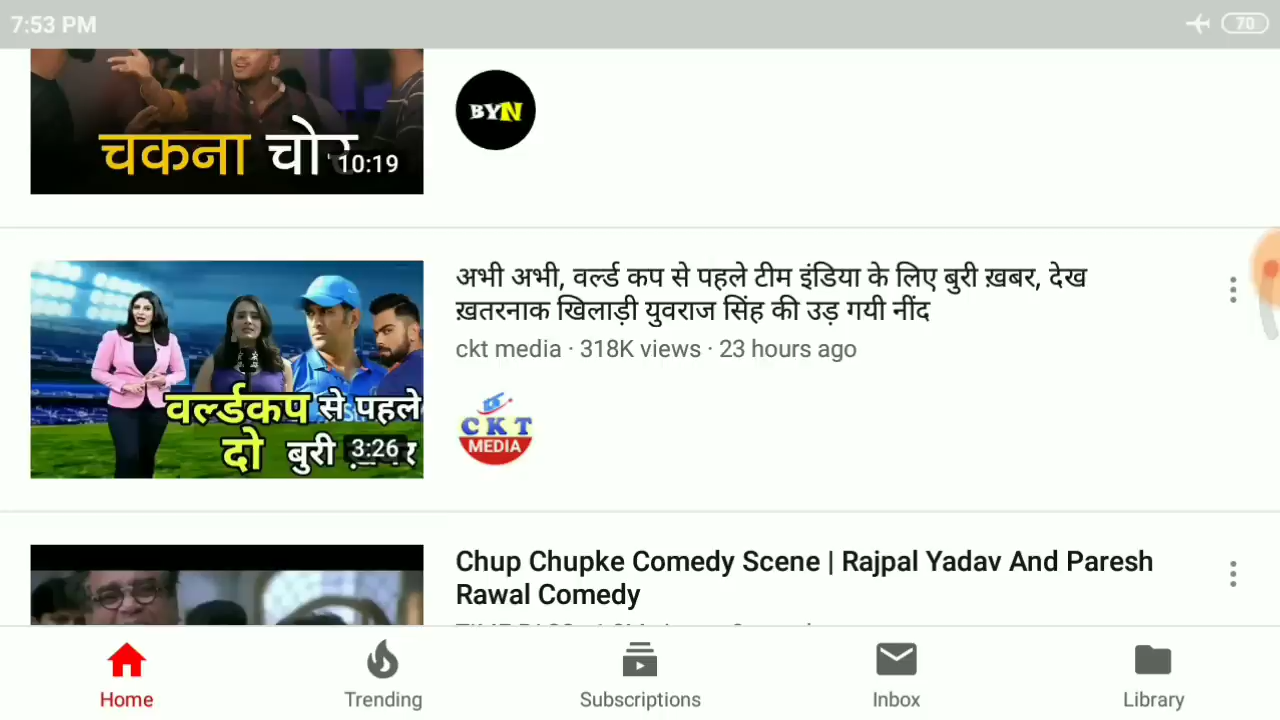 7:53 PM
70
BYN
चकना चोर
10:19
अभी अभी, वर्ल्ड कप से पहले टीम इंडिया के लिए बुरी ख़बर, देख
ख़तरनाक खिलाड़ी युवराज सिंह की उड़ गयी नींद
ckt media · 318K views · 23 hours ago
वर्ल्डकप से पहले
दो बुरी
3:26
CKT
MEDIA
Chup Chupke Comedy Scene | Rajpal Yadav And Paresh
Rawal Comedy
Home
Trending
Subscriptions
Inbox
Library